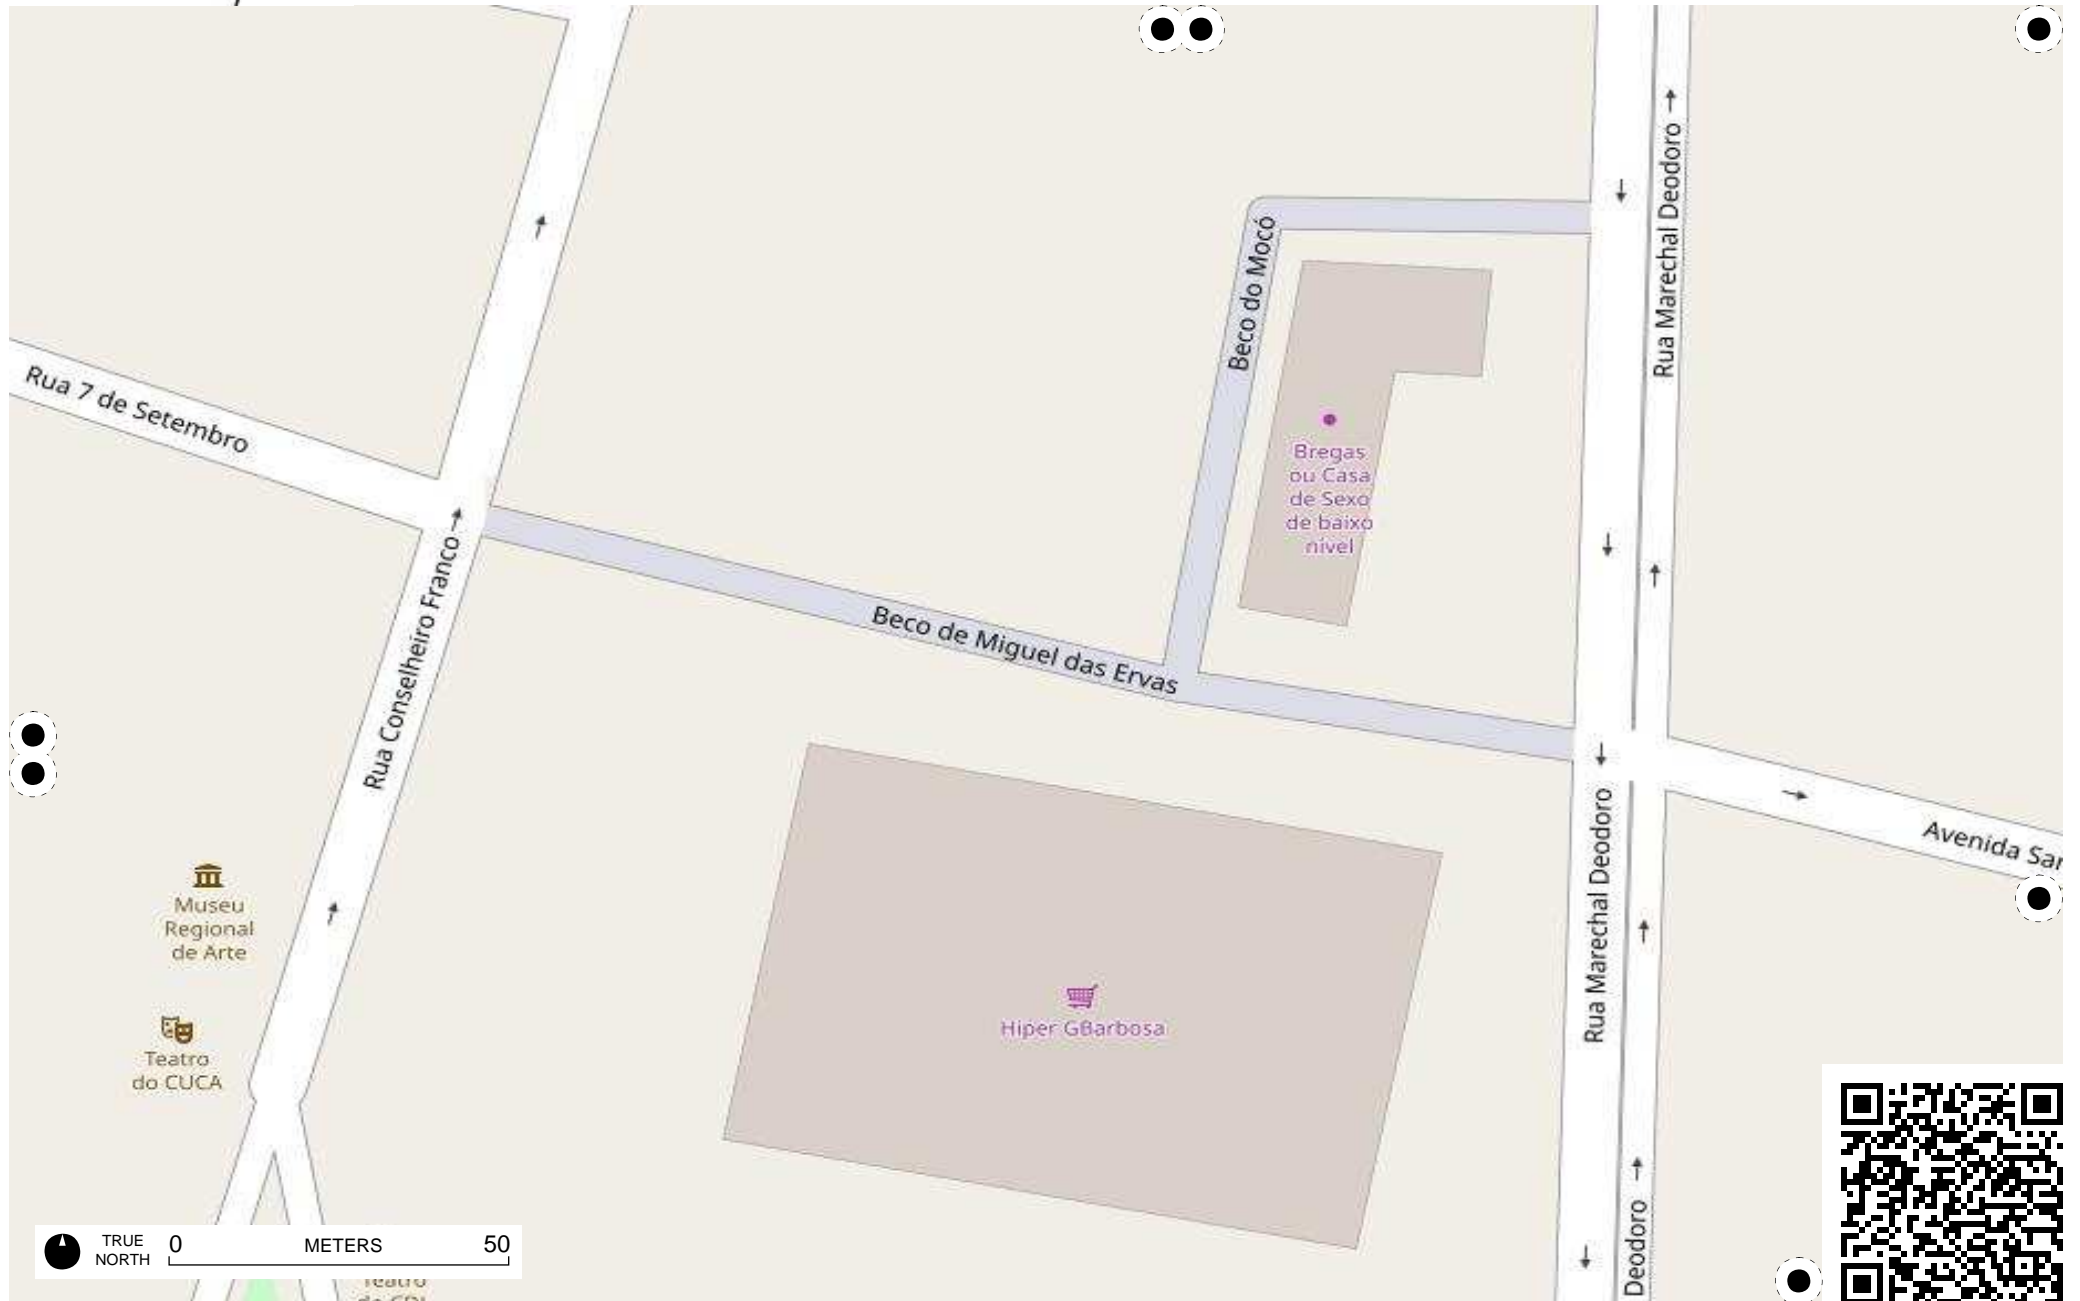 Rua Marechal Deodoro
Beco do Mocó
Rua 7 de Setembro
Bregas
ou Casa
de Sexo
de baixo
nível
Rua Conselheiro Franco
Beco de Miguel das Ervas
Avenida
Rua Marechal Deodoro
Museu
Regional
de Arte
Hiper GBarbosa
Teatro
do CUCA
Deodoro
TRUE
NORTH
0
METERS
50
Teatro